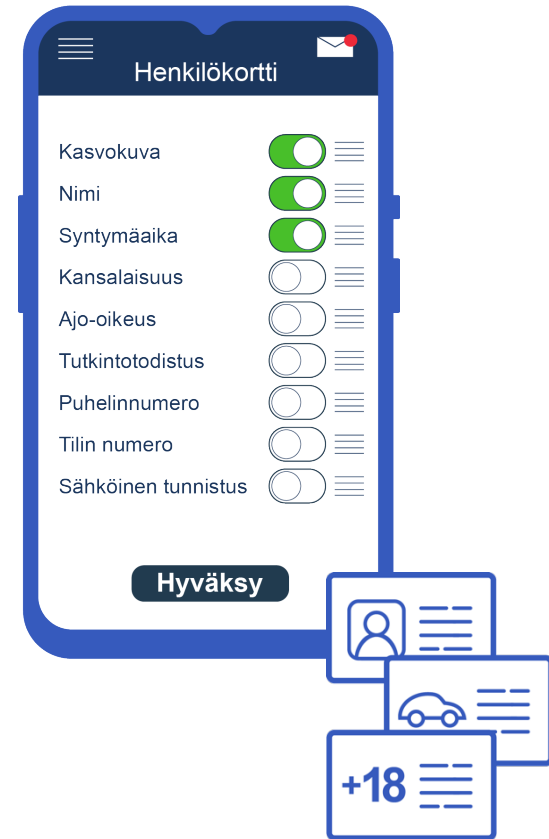 Henkilökortti
Kasvokuva
Nimi
Syntymäaika
Kansalaisuus
Ajo-oikeus
Tutkintotodistus
Puhelinnumero
Tilin numero
Sähköinen tunnistus
Hyväksy
+18